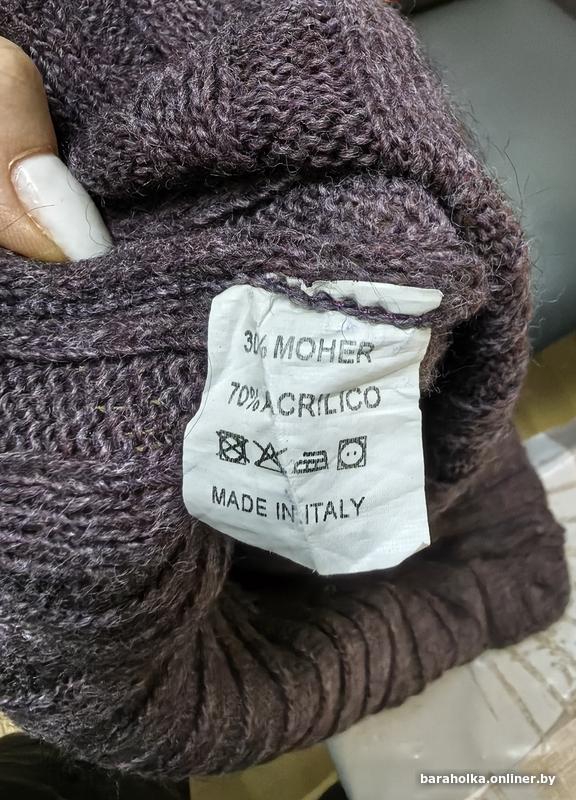 30% MOHER
70% ACRILICO
MADE IN ITALY
baraholka.onliner.by